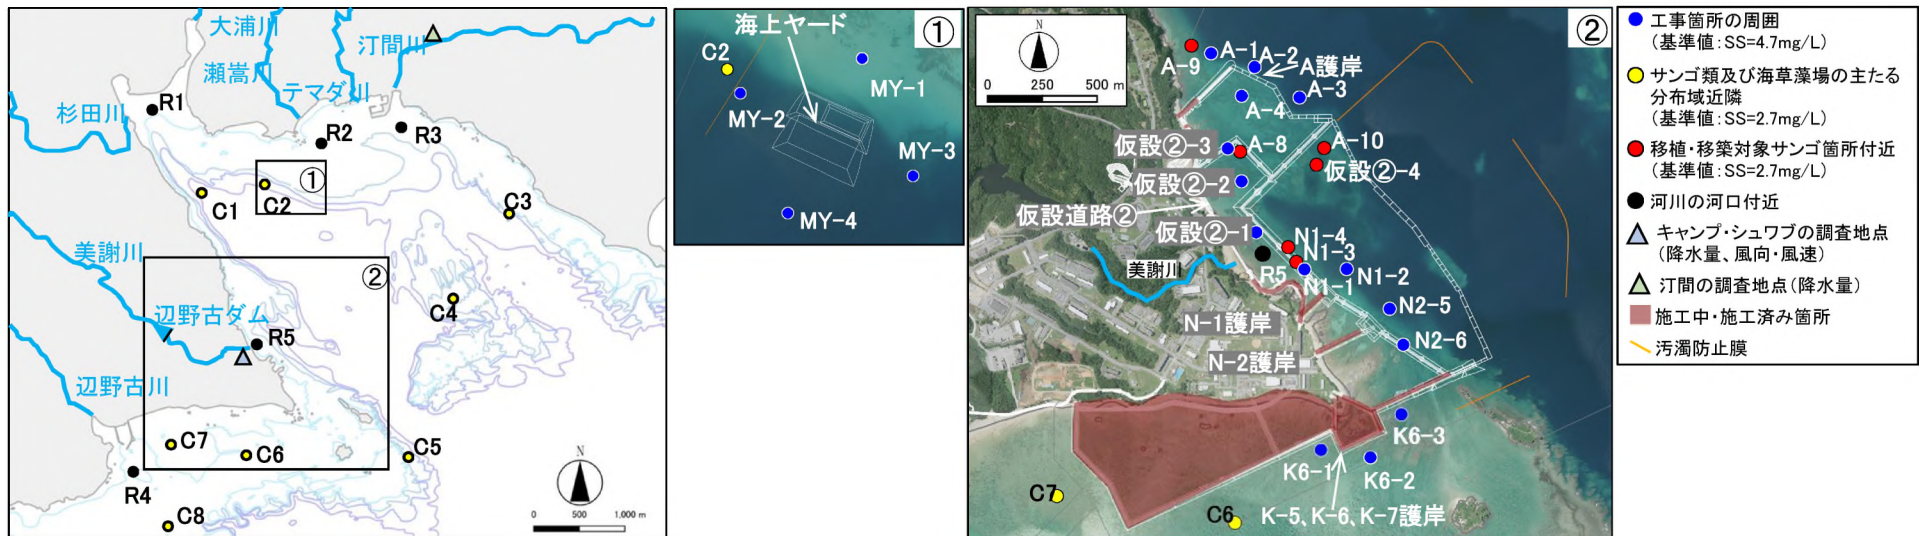 大浦川
瀬嵩川
テマダ川
汀間川
杉田川
R1
R2
R3
①
C1
C2
C3
美謝川
②
C4
辺野古ダム
R5
辺野古川
C7
C6
C5
R4
C8
N
0 500 1,000 m
①
海上ヤード
C2
MY-1
MY-2
MY-3
MY-4
②
N
0 250 500 m
A-9
A-1
A-2
A護岸
A-3
A-4
仮設②-3
A-8
A-10
仮設②-4
仮設②-2
仮設道路②
仮設②-1
N1-4
N1-3
R5
N1-2
N1-1
美謝川
N2-5
N-1護岸
N2-6
N-2護岸
K6-3
K6-1
K6-2
C7
C6
K-5、K-6、K-7護岸
工事箇所の周囲
(基準値:SS=4.7mg/L)
サンゴ類及び海草藻場の主たる
分布域近隣
(基準値:SS=2.7mg/L)
移植・移築対象サンゴ箇所付近
(基準値:SS=2.7mg/L)
河川の河口付近
キャンプ・シュワブの調査地点
(降水量、風向・風速)
汀間の調査地点(降水量)
施工中・施工済み箇所
汚濁防止膜